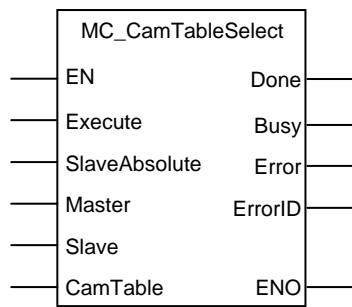 MC_CamTableSelect
EN
Done
Execute
Busy
SlaveAbsolute
Error
Master
ErrorID
Slave
CamTable
ENO